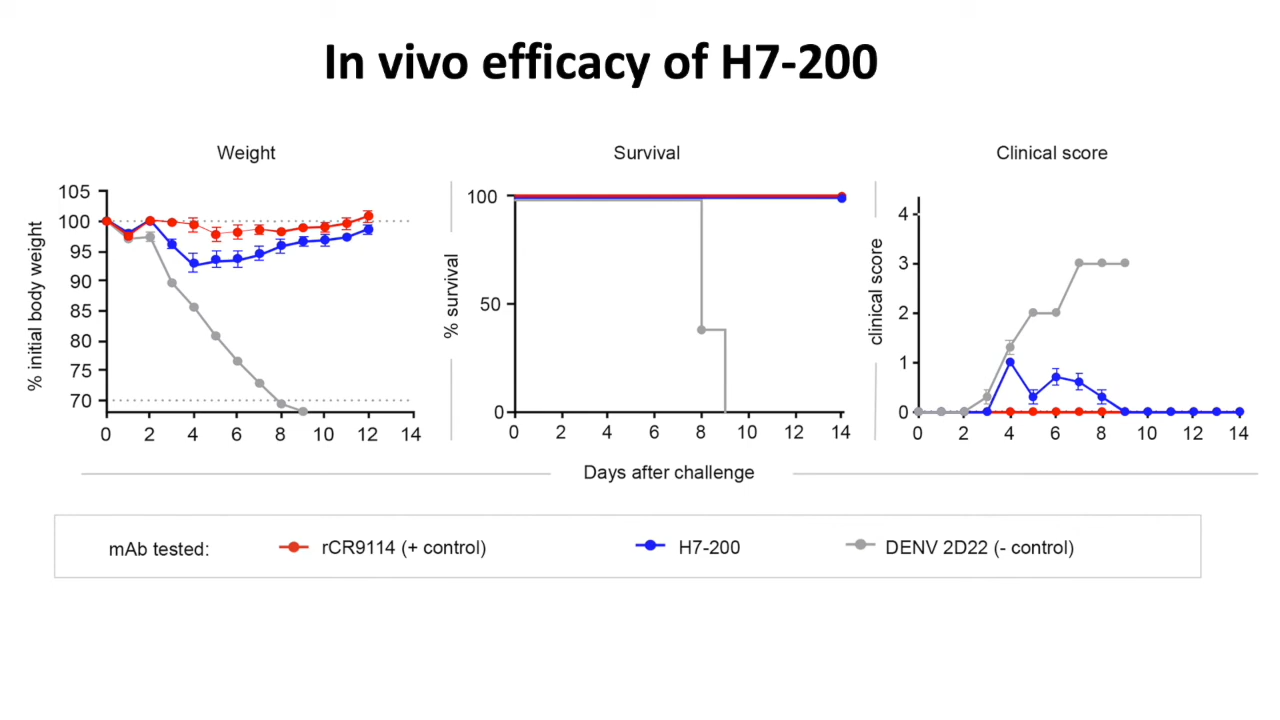 In vivo efficacy of H7-200
Weight
Survival
Clinical score
% initial body weight
105
100
95
90
85
80
75
70
0 2 4 6 8 10 12 14
% survival
100
50
0
0 2 4 6 8 10 12 14
clinical score
4
3
2
1
0
0 2 4 6 8 10 12 14
Days after challenge
mAb tested: rCR9114 (+ control) H7-200 DENV 2D22 (- control)